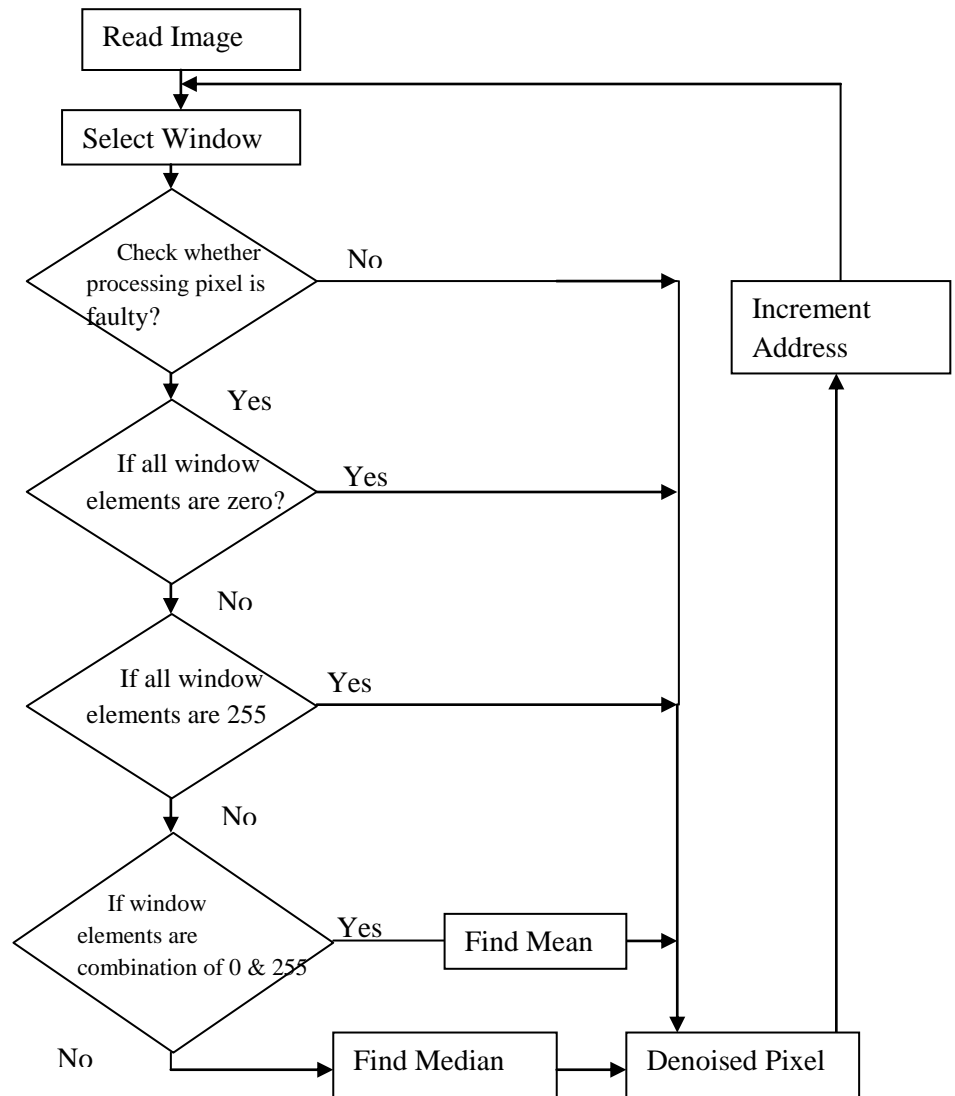 Read Image
Select Window
Check whether
processing pixel is
faulty?
No
Increment
Address
Yes
If all window
elements are zero?
Yes
No
If all window
elements are 255
Yes
No
If window
elements are
combination of 0 & 255
Yes
Find Mean
No
Find Median
Denoised Pixel